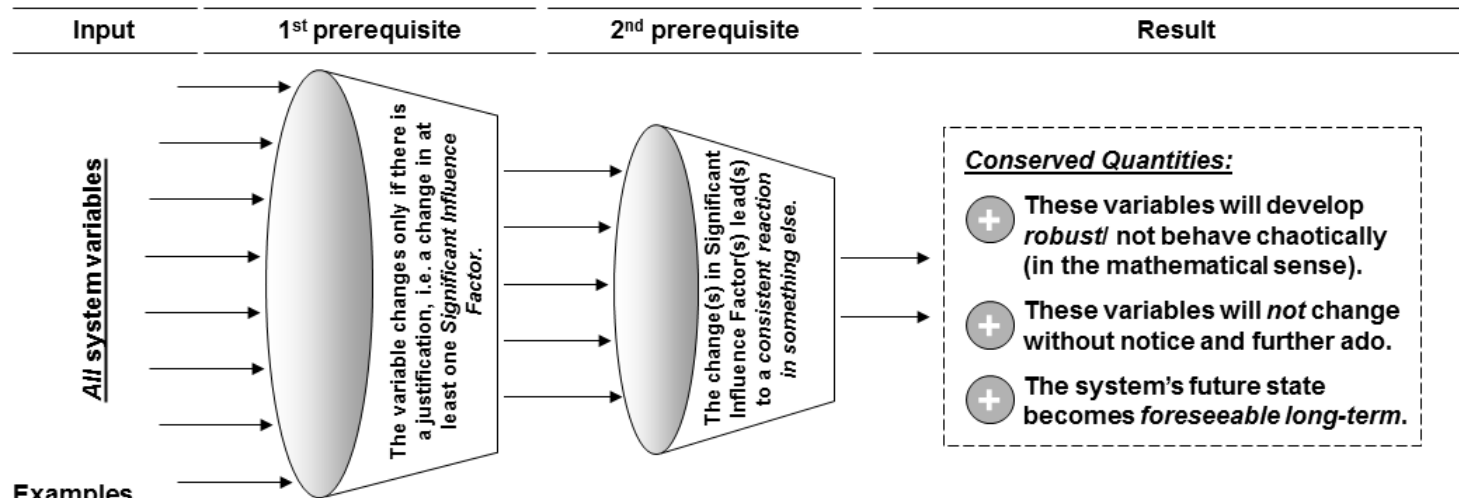 Input
1st prerequisite
2nd prerequisite
Result
All system variables
The variable changes only if there is
a justification, i.e. a change in at
least one Significant Influence
Factor.
The change(s) in Significant
Influence Factor(s) lead(s)
to a consistent reaction
in something else.
Conserved Quantities:
+ These variables will develop
robust/ not behave chaotically
(in the mathematical sense).
+ These variables will not change
without notice and further ado.
+ The system's future state
becomes foreseeable long-term.
Examples